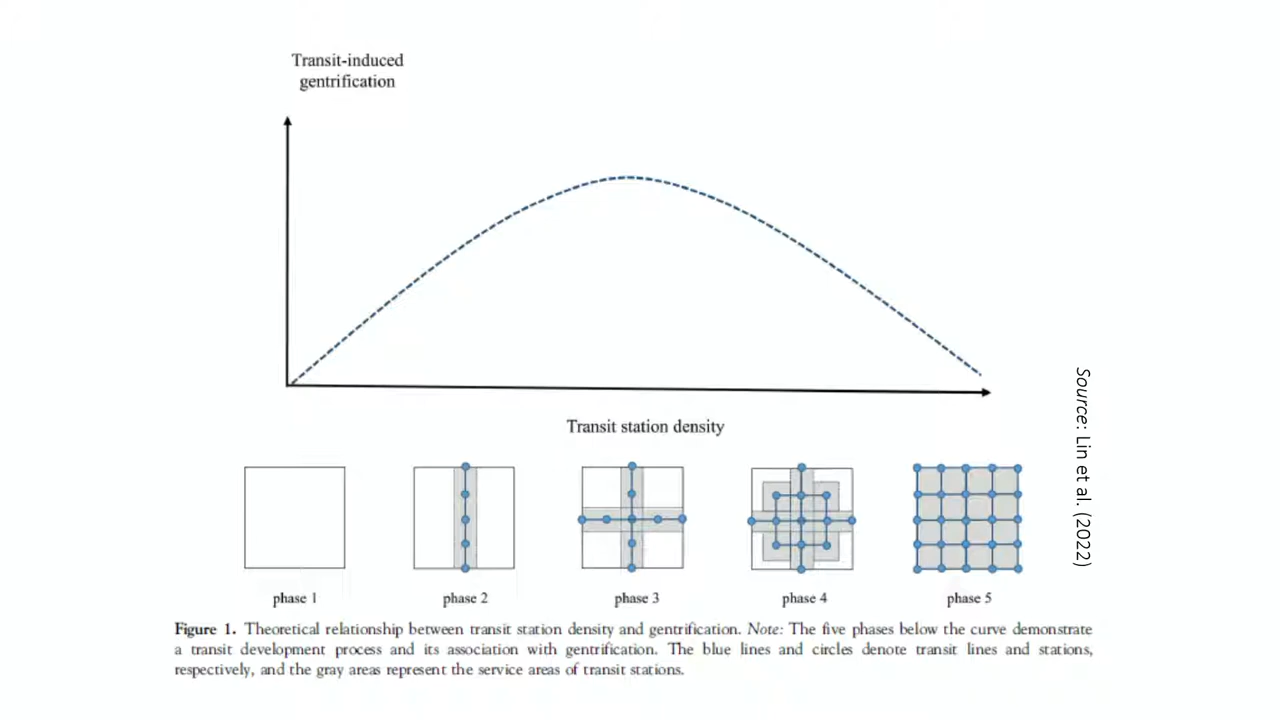 Transit-induced
gentrification
Transit station density
phase 1
phase 2
phase 3
phase 4
phase 5
Source: Lin et al. (2022)
Figure 1. Theoretical relationship between transit station density and gentrification. Note: The five phases below the curve demonstrate
a transit development process and its association with gentrification. The blue lines and circles denote transit lines and stations,
respectively, and the gray areas represent the service areas of transit stations.